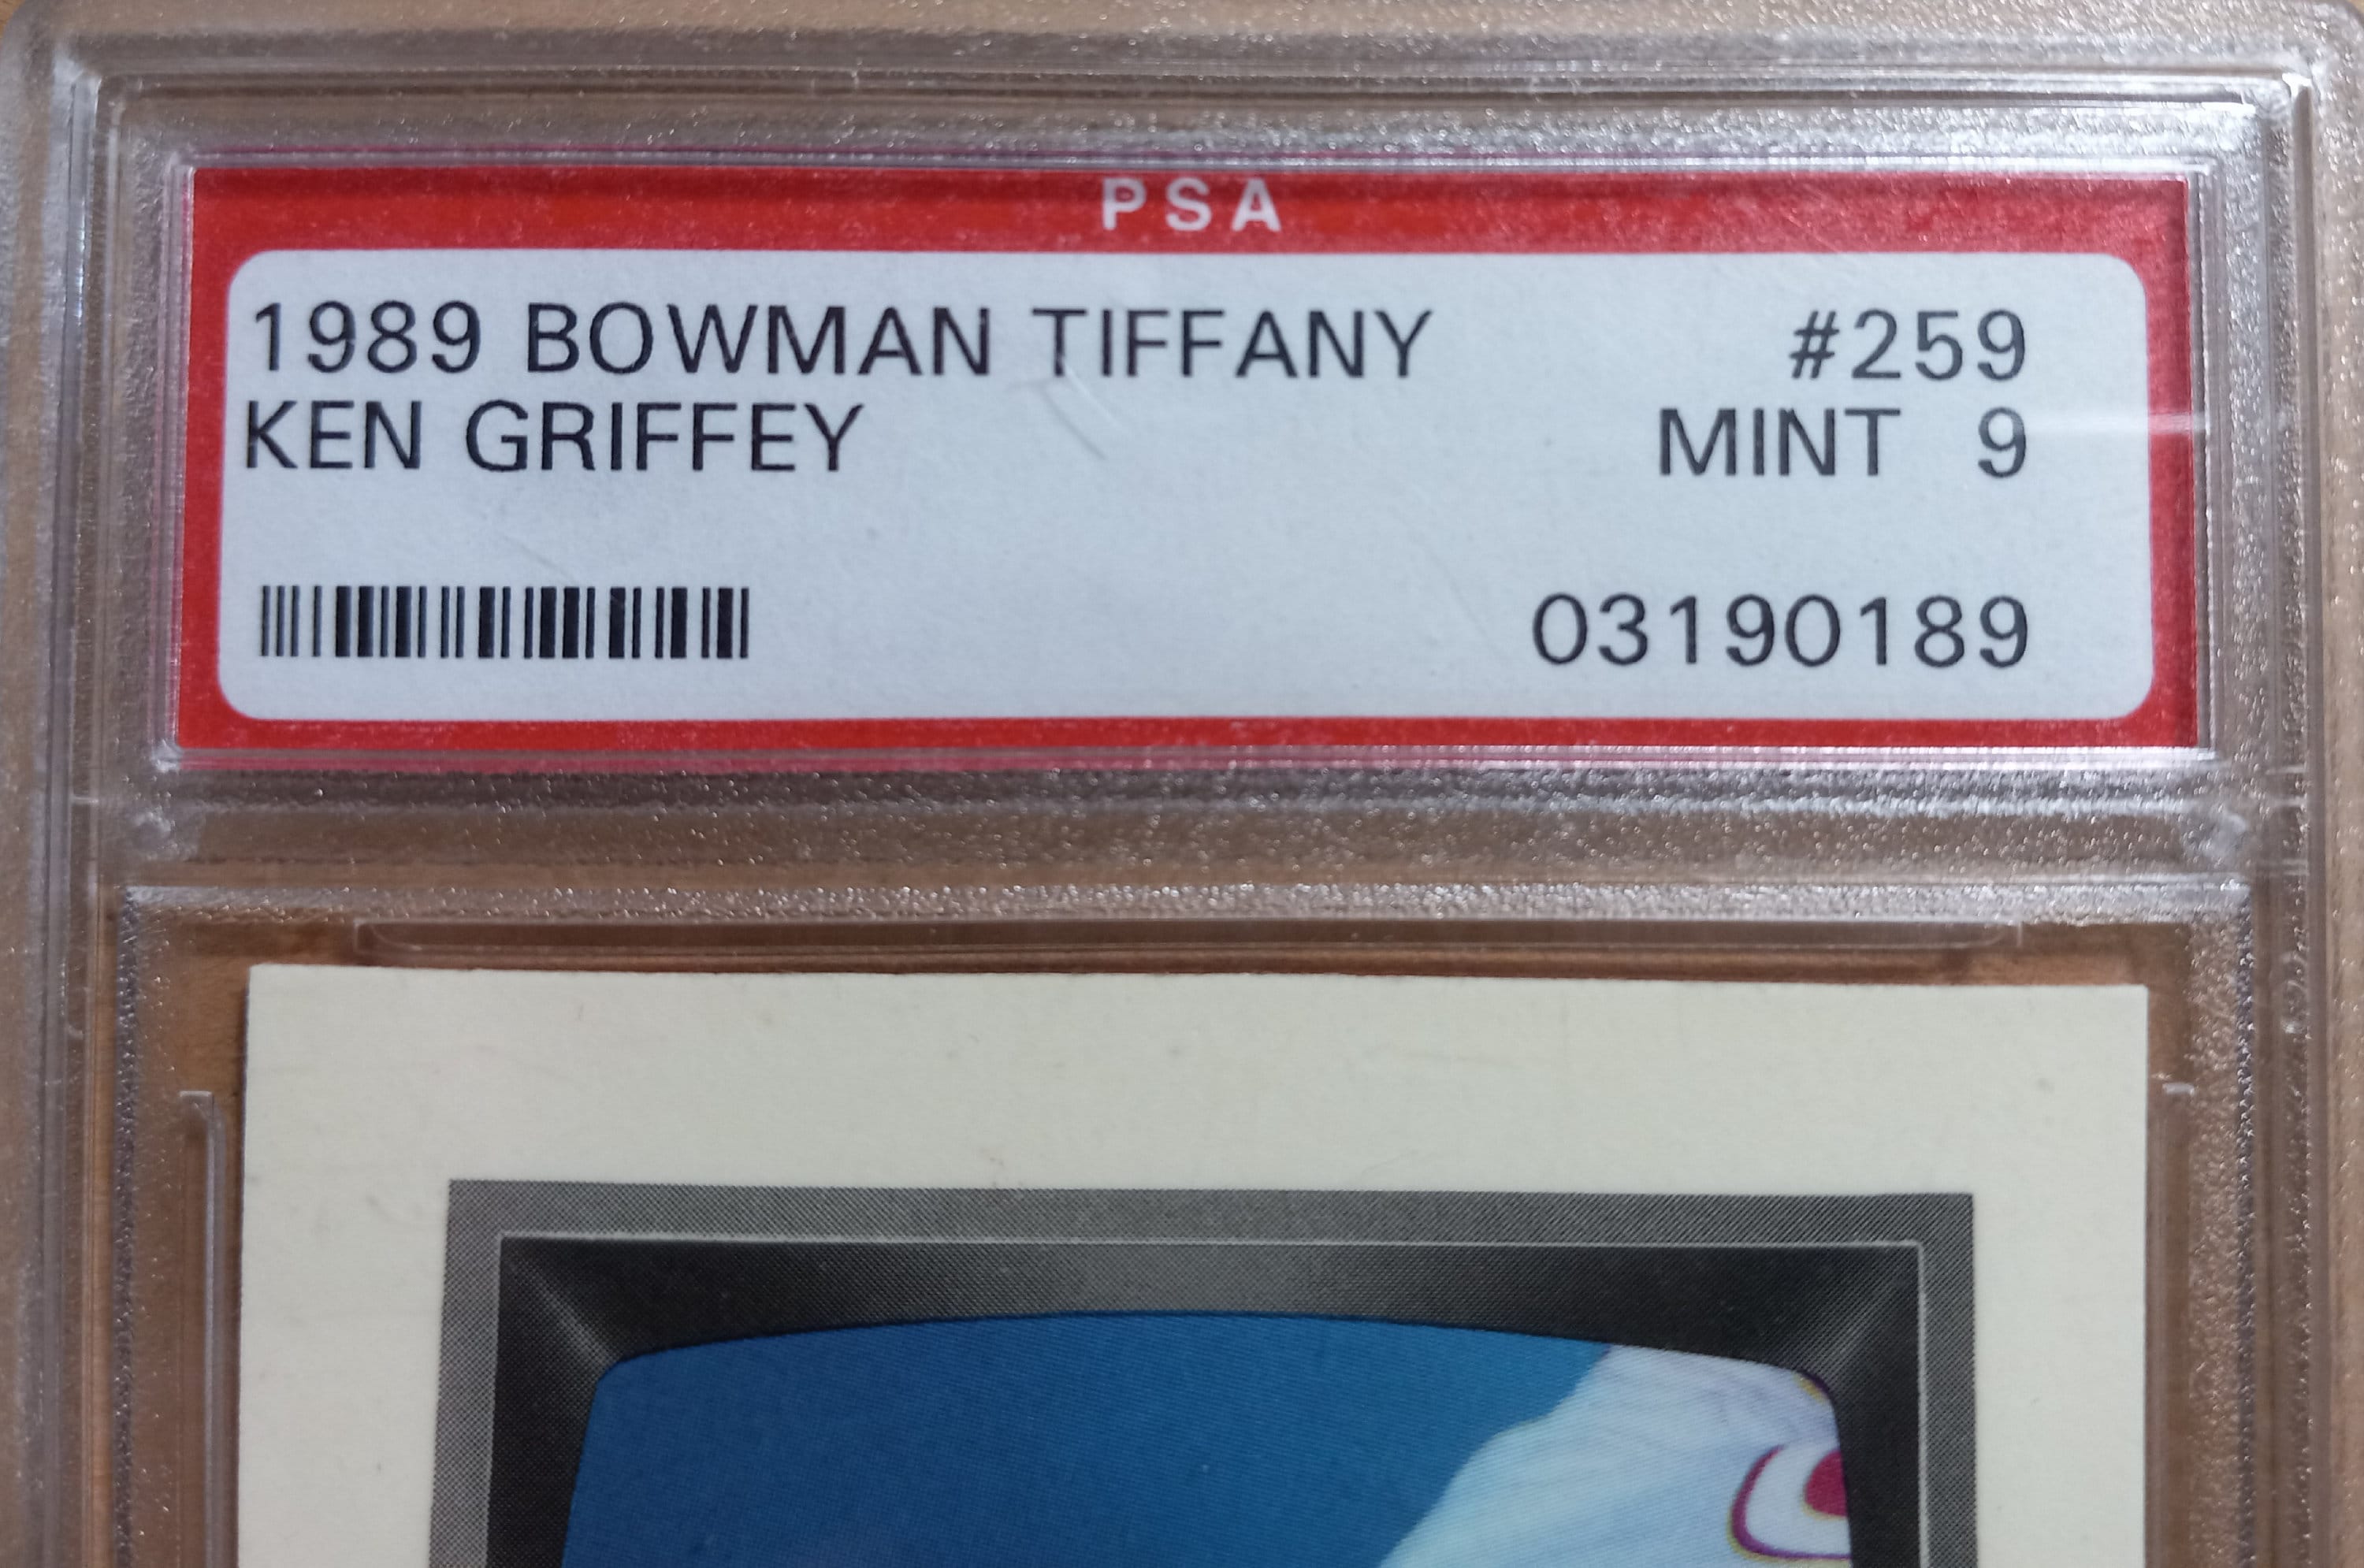 PSA
1989 BOWMAN TIFFANY #259
KEN GRIFFEY MINT 9
03190189